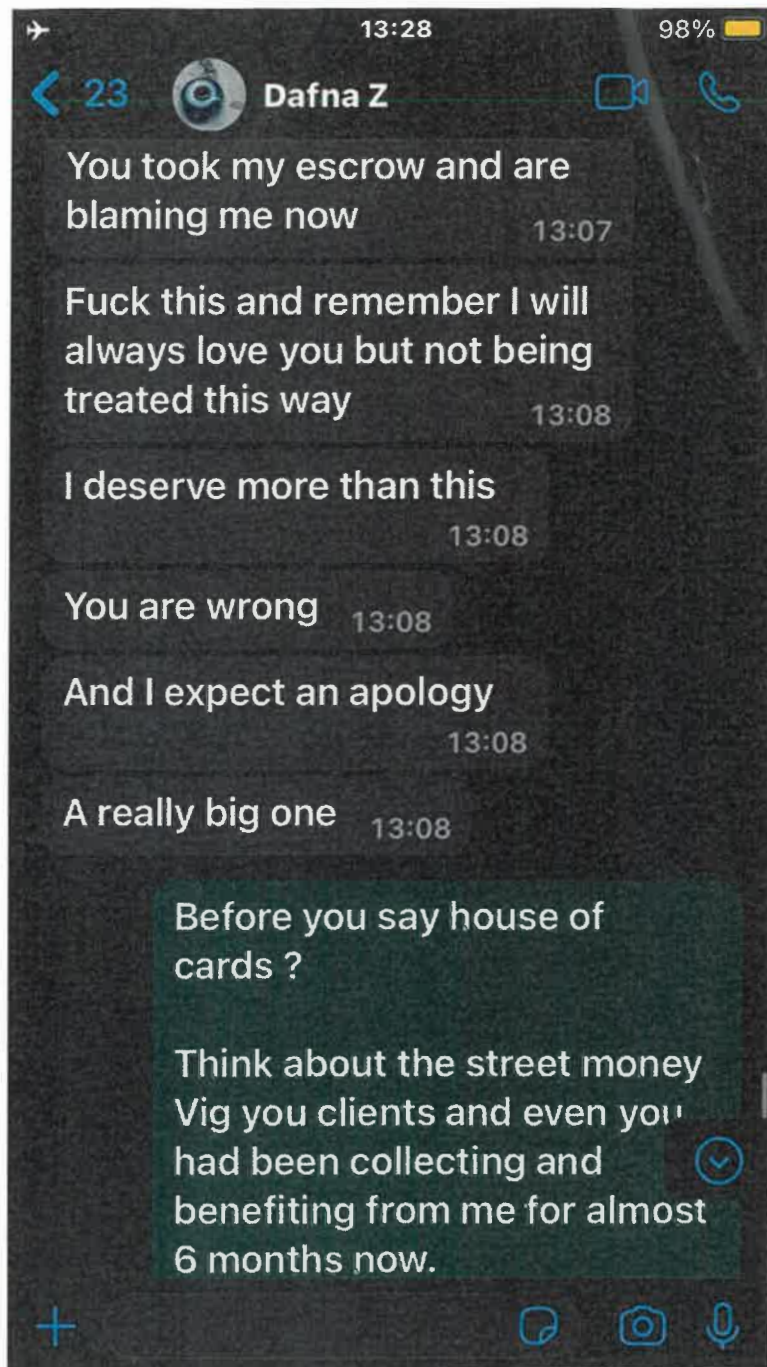 13:28
98%
23
Dafna Z
You took my escrow and are
blaming me now
13:07
Fuck this and remember I will
always love you but not being
treated this way
13:08
I deserve more than this
13:08
You are wrong
13:08
And I expect an apology
13:08
A really big one
13:08
Before you say house of
cards ?
Think about the street money
Vig you clients and even you
had been collecting and
benefiting from me for almost
6 months now.